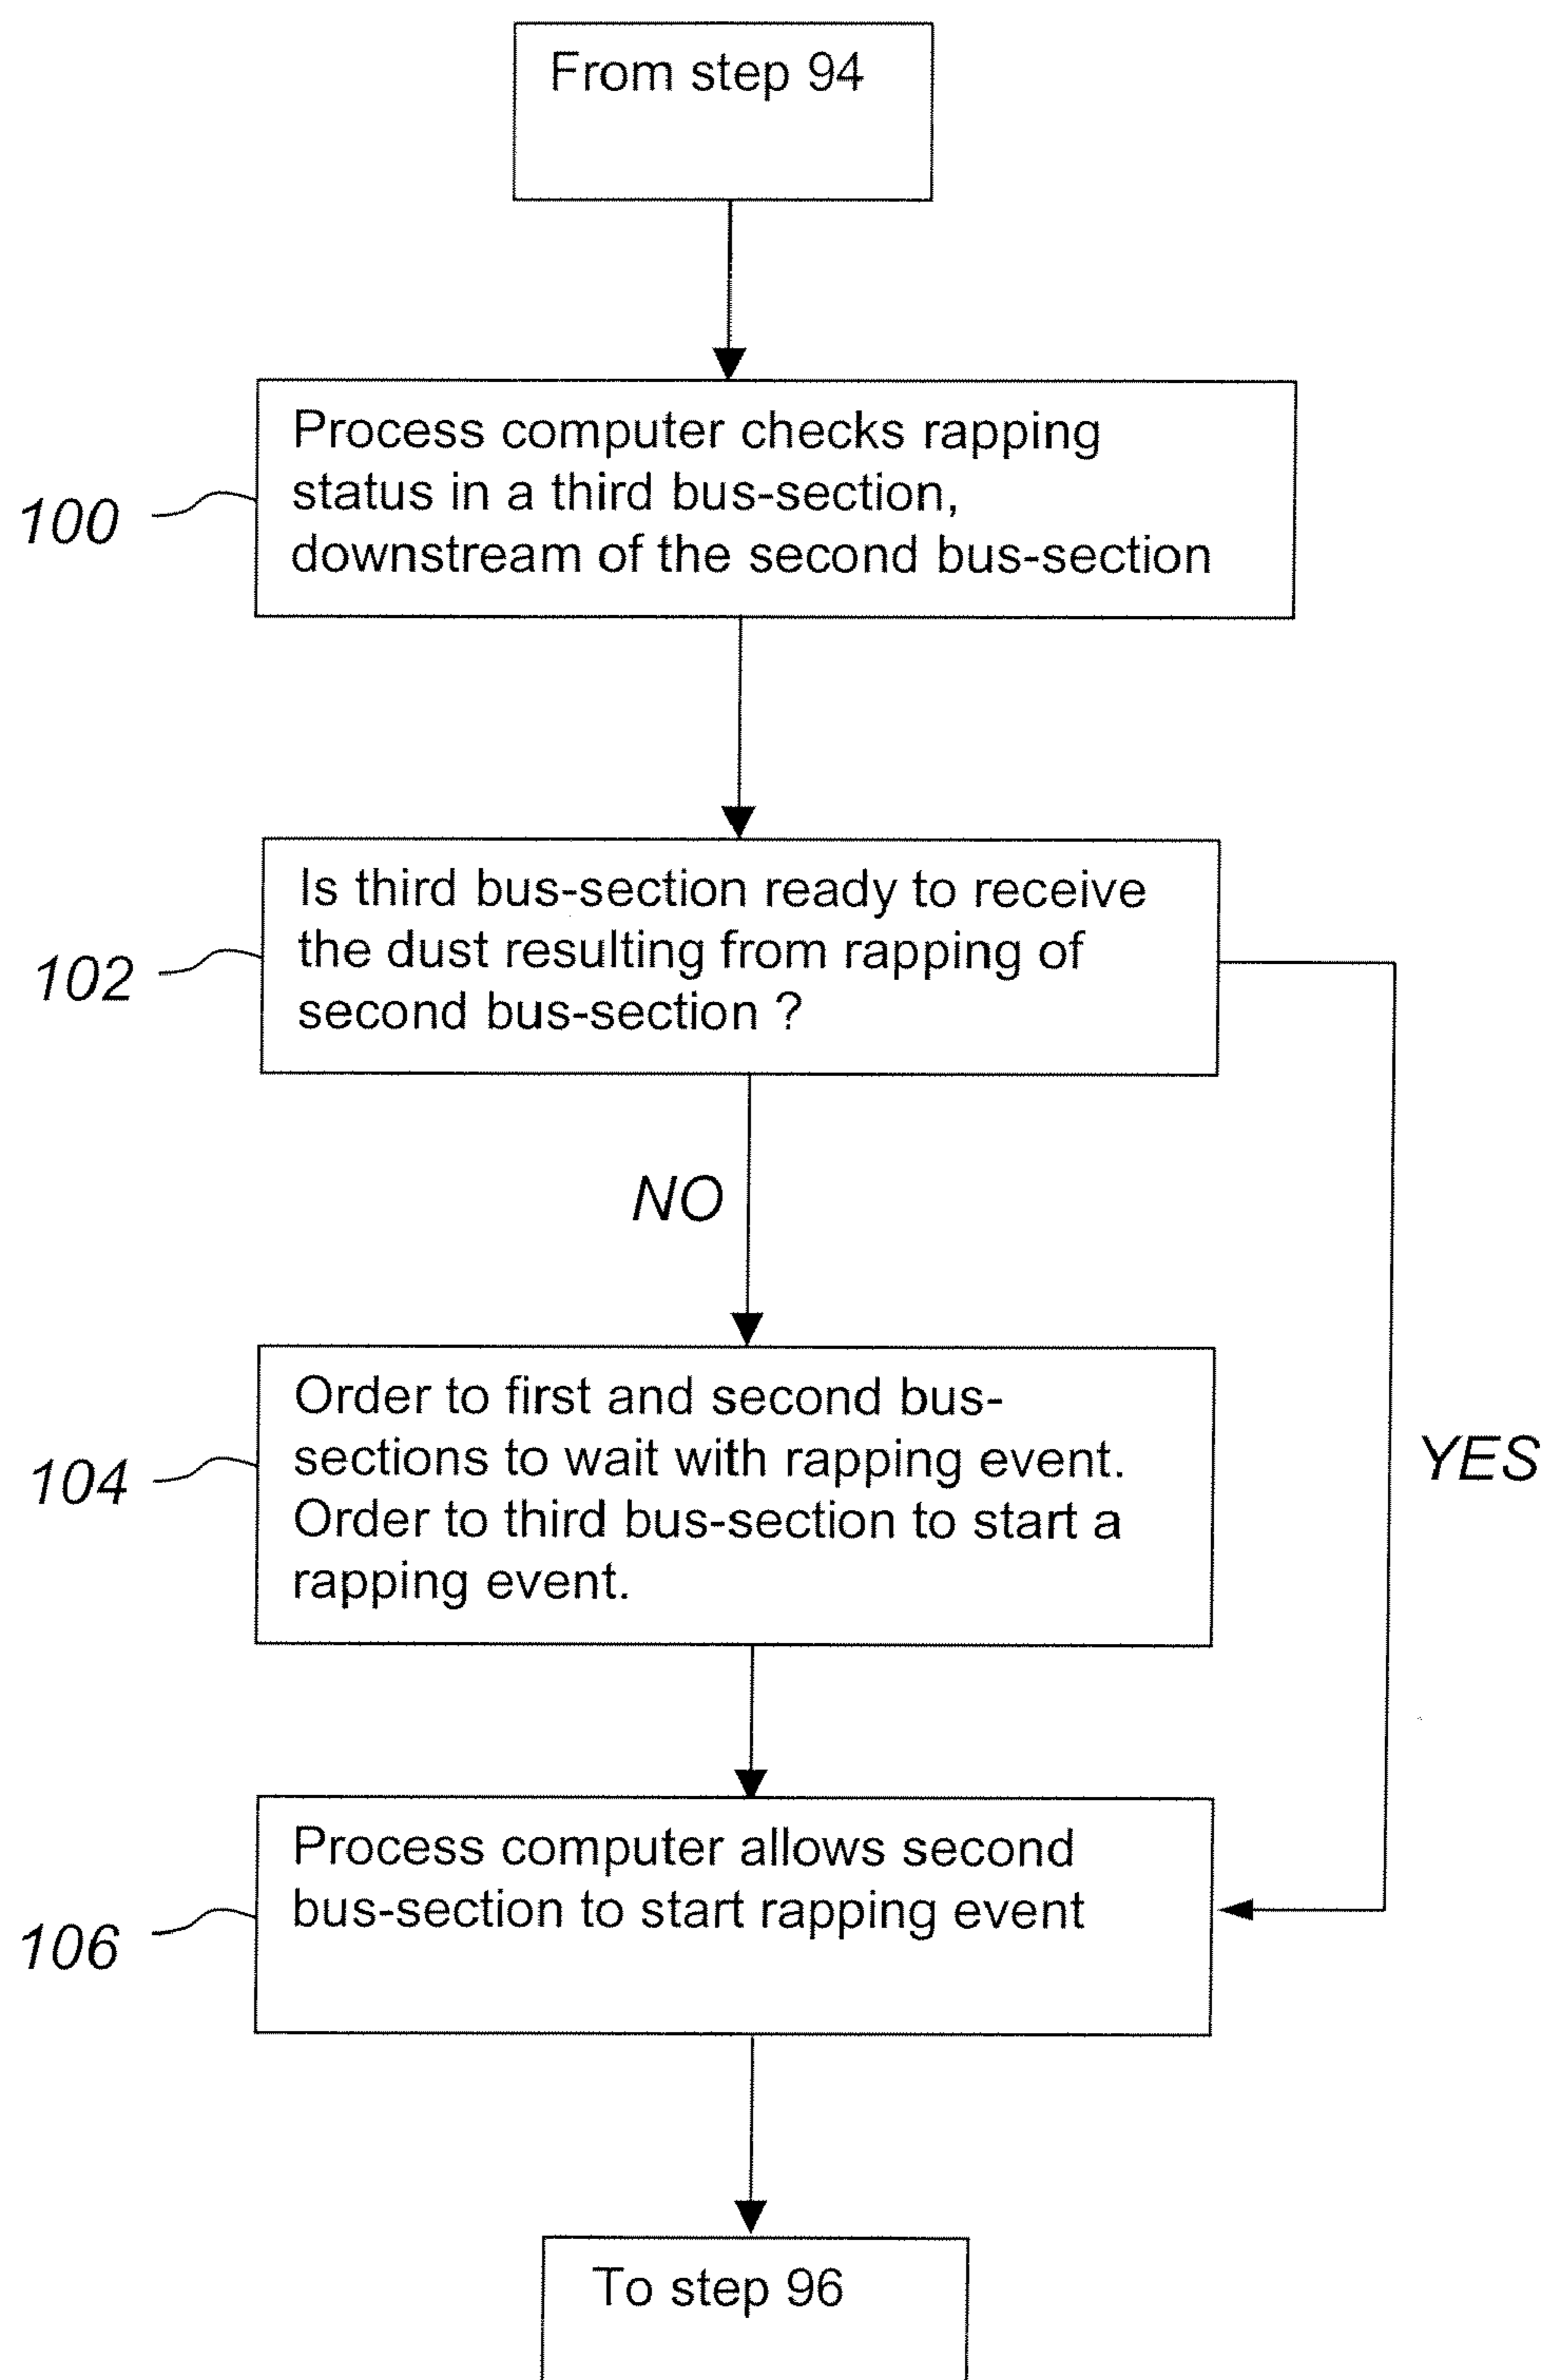 From step 94
Process computer checks rapping
status in a third bus-section,
downstream of the second bus-section
100
Is third bus-section ready to receive
the dust resulting from rapping of
second bus-section ?
102
NO
Order to first and second bus-
sections to wait with rapping event.
Order to third bus-section to start a
rapping event.
104
YES
Process computer allows second
bus-section to start rapping event
106
To step 96